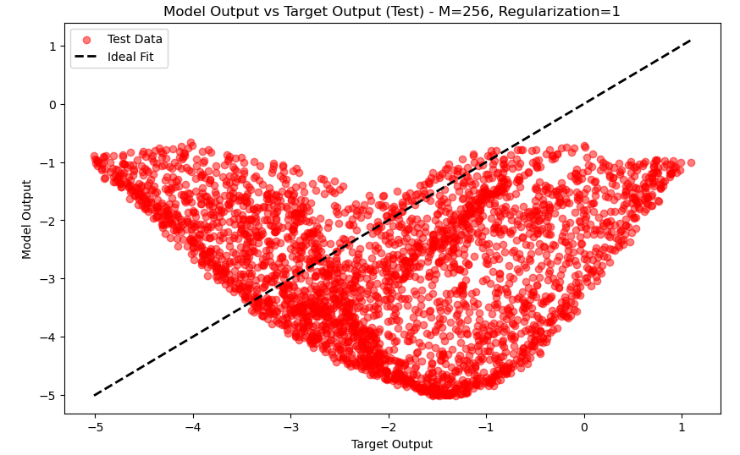 Model Output vs Target Output (Test) - M=256, Regularization=1
Test Data
Ideal Fit
1
0
−1
−2
−3
−4
−5
Model Output
−5 −4 −3 −2 −1 0 1
Target Output